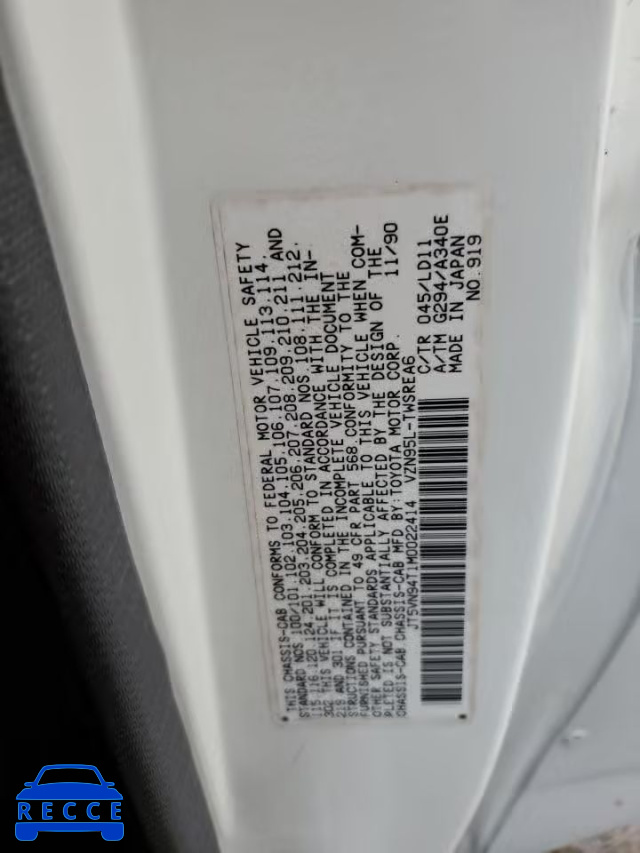 * THIS CHASSIS-CAB CONFORMS TO FEDERAL MOTOR VEHICLE SAFETY
STANDARD NOS 100/101.102.103.104.105.106.107.109.113.114.
115.116.120.124.201.203.204.205.206.207.208.209.210.211 AND
302 THIS VEHICLE WILL CONFORM TO STANDARD NOS.108.111.212.
219 AND 301 IF IT IS COMPLETED IN ACCORDANCE WITH THE IN-
STRUCTIONS CONTAINED IN THE INCOMPLETE VEHICLE DOCUMENT
FURNISHED PURSUANT TO 49 CFR PART 568 CONFORMITY TO THE
OTHER SAFETY STANDARDS APPLICABLE TO THIS VEHICLE WHEN COM-
PLETED IS NOT SUBSTANTIALLY AFFECTED BY THE DESIGN OF THE
CHASSIS-CAB CHASSIS-CAB MFD BY:TOYOTA MOTOR CORP. 11/90
JT5VN94T1M0022414 VZN95L-TWSREA6
C/TR 045/LD11
A/TM G294/A340E
MADE IN JAPAN
NO.919
RECCE